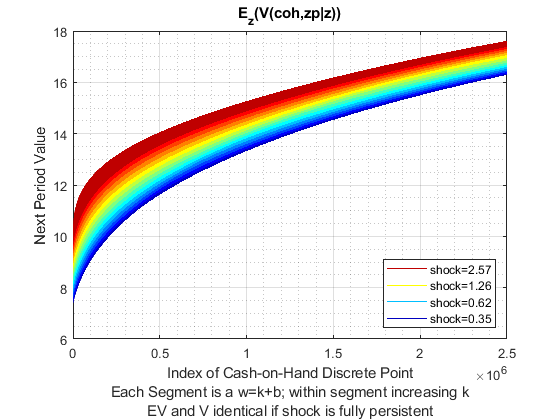 E_z(V(coh,zp|z))
18
16
14
12
10
8
6
Next Period Value
shock=2.57
shock=1.26
shock=0.62
shock=0.35
0 0.5 1 1.5 2 2.5
×10^6
Index of Cash-on-Hand Discrete Point
Each Segment is a w=k+b; within segment increasing k
EV and V identical if shock is fully persistent